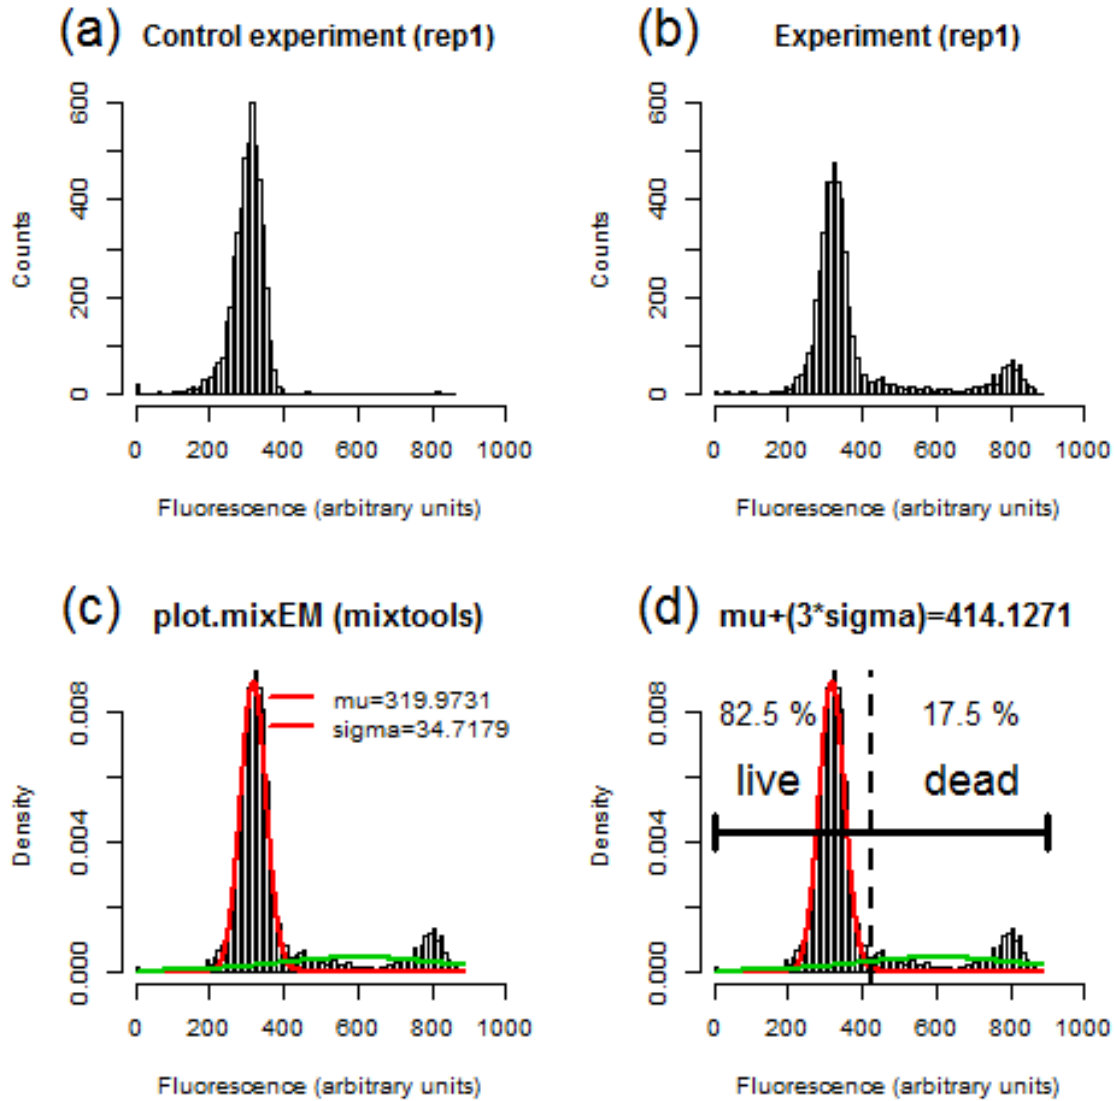 (a) Control experiment (rep1)
600
400
200
0
Counts
0 200 400 600 800 1000
Fluorescence (arbitrary units)
(b) Experiment (rep1)
600
400
200
0
Counts
0 200 400 600 800 1000
Fluorescence (arbitrary units)
(c) plot.mixEM (mixtools)
mu=319.9731
sigma=34.7179
0.008
0.004
0.000
Density
0 200 400 600 800 1000
Fluorescence (arbitrary units)
(d) mu+(3*sigma)=414.1271
82.5 % 17.5 %
live dead
0.008
0.004
0.000
Density
0 200 400 600 800 1000
Fluorescence (arbitrary units)